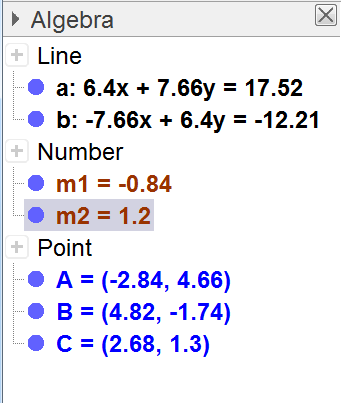 Algebra
Line
a: 6.4x + 7.66y = 17.52
b: -7.66x + 6.4y = -12.21
Number
m1 = -0.84
m2 = 1.2
Point
A = (-2.84, 4.66)
B = (4.82, -1.74)
C = (2.68, 1.3)